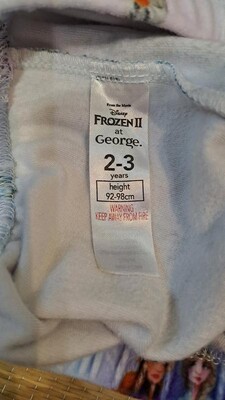 From the Movie
Disney
FROZEN II
at
George.
2-3
years
height
92-98cm
WARNING
KEEP AWAY FROM FIRE